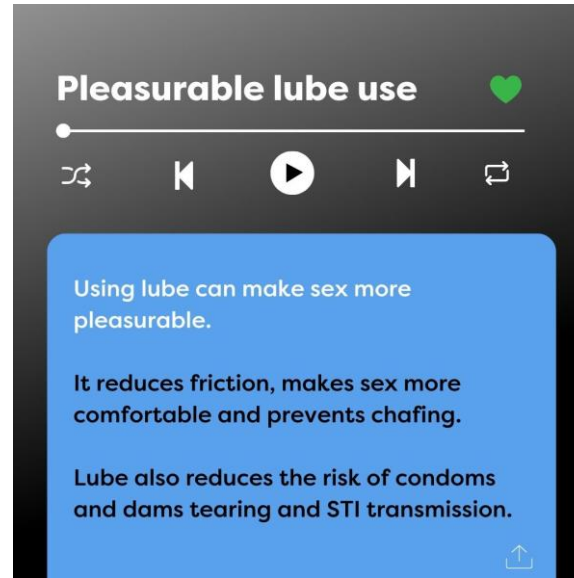 Pleasurable lube use
Using lube can make sex more
pleasurable.
It reduces friction, makes sex more
comfortable and prevents chafing.
Lube also reduces the risk of condoms
and dams tearing and STI transmission.